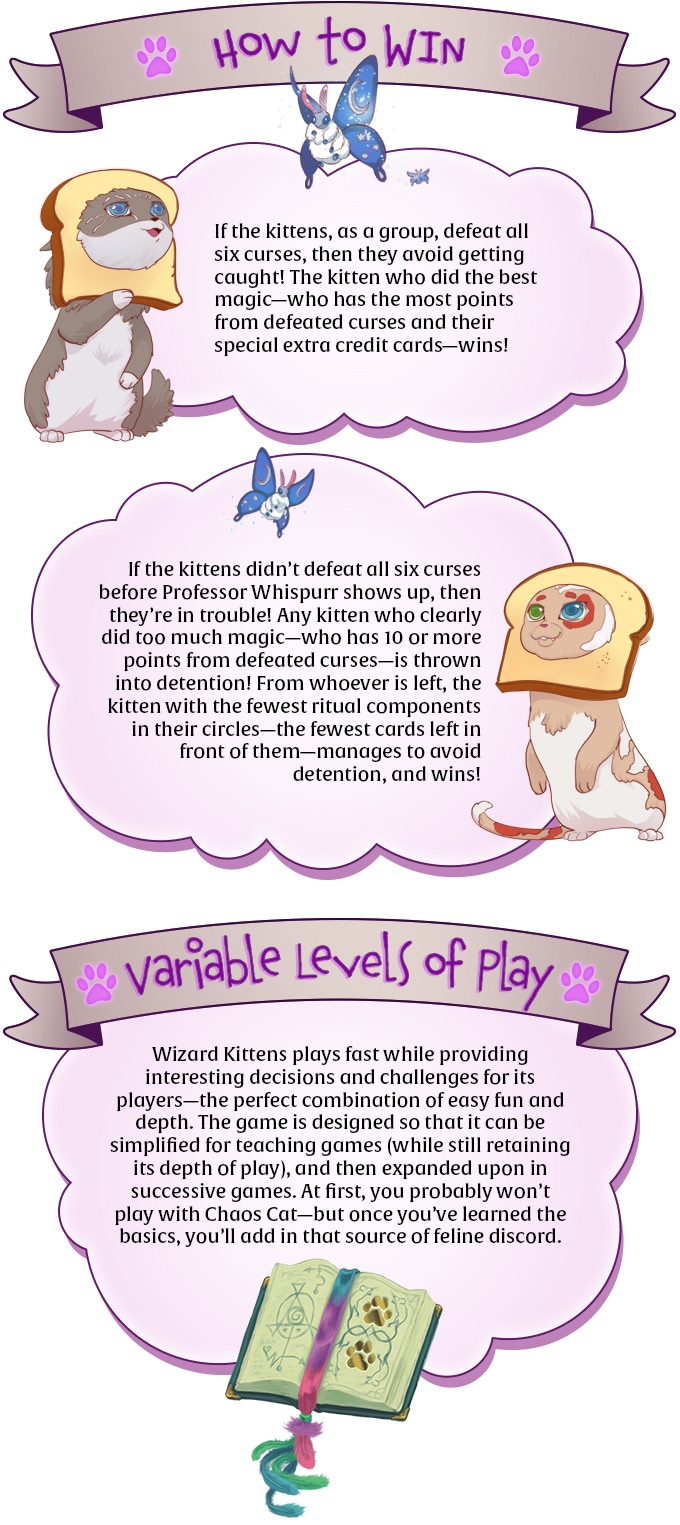 How to Win
If the kittens, as a group, defeat all
six curses, then they avoid getting
caught! The kitten who did the best
magic—who has the most points
from defeated curses and their
special extra credit cards—wins!
If the kittens didn't defeat all six curses
before Professor Whispurr shows up, then
they're in trouble! Any kitten who clearly
did too much magic—who has 10 or more
points from defeated curses—is thrown
into detention! From whoever is left, the
kitten with the fewest ritual components
in their circles—the fewest cards left in
front of them—manages to avoid
detention, and wins!
Variable Levels of Play
Wizard Kittens plays fast while providing
interesting decisions and challenges for its
players—the perfect combination of easy fun and
depth. The game is designed so that it can be
simplified for teaching games (while still retaining
its depth of play), and then expanded upon in
successive games. At first, you probably won't
play with Chaos Cat—but once you've learned the
basics, you'll add in that source of feline discord.